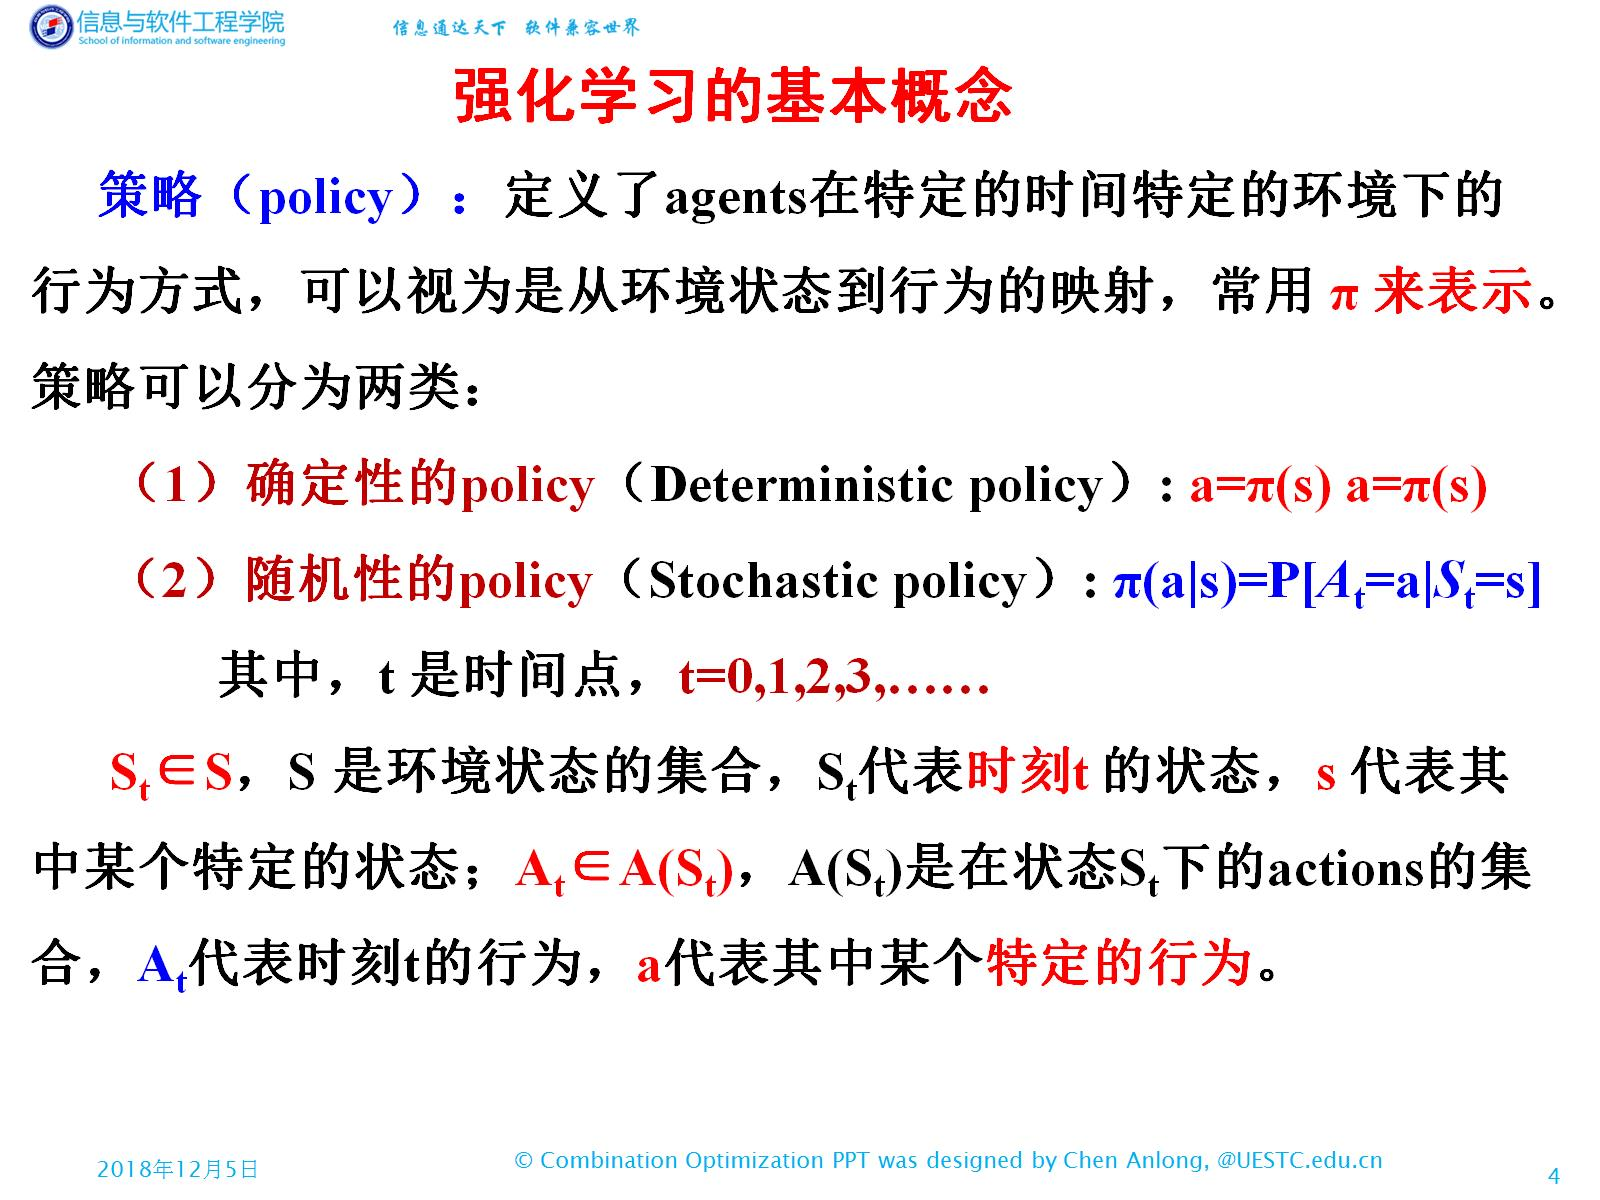 信息与软件工程学院
School of information and software engineering
信息通达天下 软件兼容世界
强化学习的基本概念
策略（policy）：定义了agents在特定的时间特定的环境下的
行为方式，可以视为是从环境状态到行为的映射，常用 π 来表示。
策略可以分为两类：
（1）确定性的policy（Deterministic policy）: a=π(s) a=π(s)
（2）随机性的policy（Stochastic policy）: π(a|s)=P[Aₜ=a|Sₜ=s]
其中，t 是时间点，t=0,1,2,3,……
Sₜ∈S，S 是环境状态的集合，Sₜ代表时刻t 的状态，s 代表其
中某个特定的状态；Aₜ∈A(Sₜ)，A(Sₜ)是在状态Sₜ下的actions的集
合，Aₜ代表时刻t的行为，a代表其中某个特定的行为。
2018年12月5日
© Combination Optimization PPT was designed by Chen Anlong, @UESTC.edu.cn
4